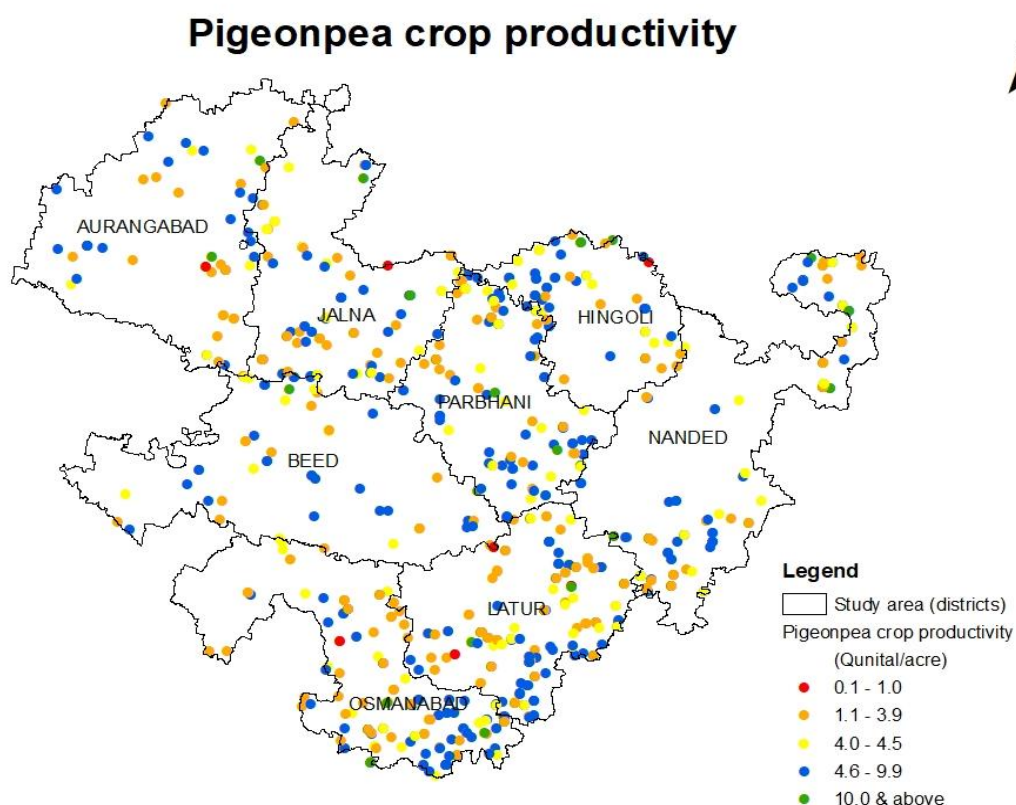 Pigeonpea crop productivity
AURANGABAD
JALNA
HINGOLI
PARBHANI
NANDED
BEED
LATUR
OSMANABAD
Legend
Study area (districts)
Pigeonpea crop productivity
(Qunital/acre)
0.1 - 1.0
1.1 - 3.9
4.0 - 4.5
4.6 - 9.9
10.0 & above